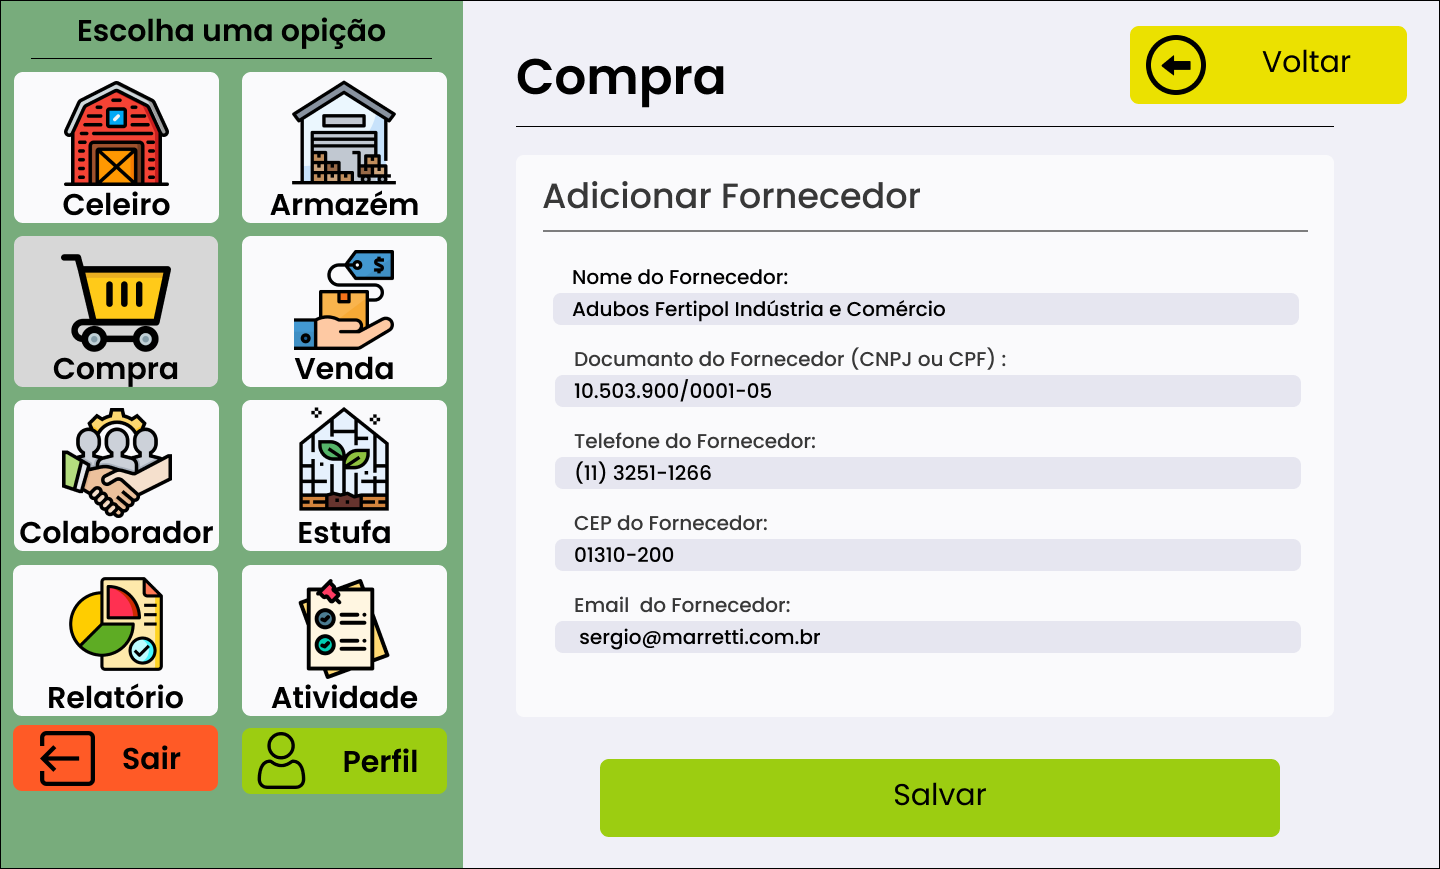 Escolha uma opição
Celeiro
Armazém
Compra
Venda
Colaborador
Estufa
Relatório
Atividade
Sair
Perfil
Compra
Voltar
Adicionar Fornecedor
Nome do Fornecedor:
Adubos Fertipol Indústria e Comércio
Documanto do Fornecedor (CNPJ ou CPF) :
10.503.900/0001-05
Telefone do Fornecedor:
(11) 3251-1266
CEP do Fornecedor:
01310-200
Email  do Fornecedor:
sergio@marretti.com.br
Salvar